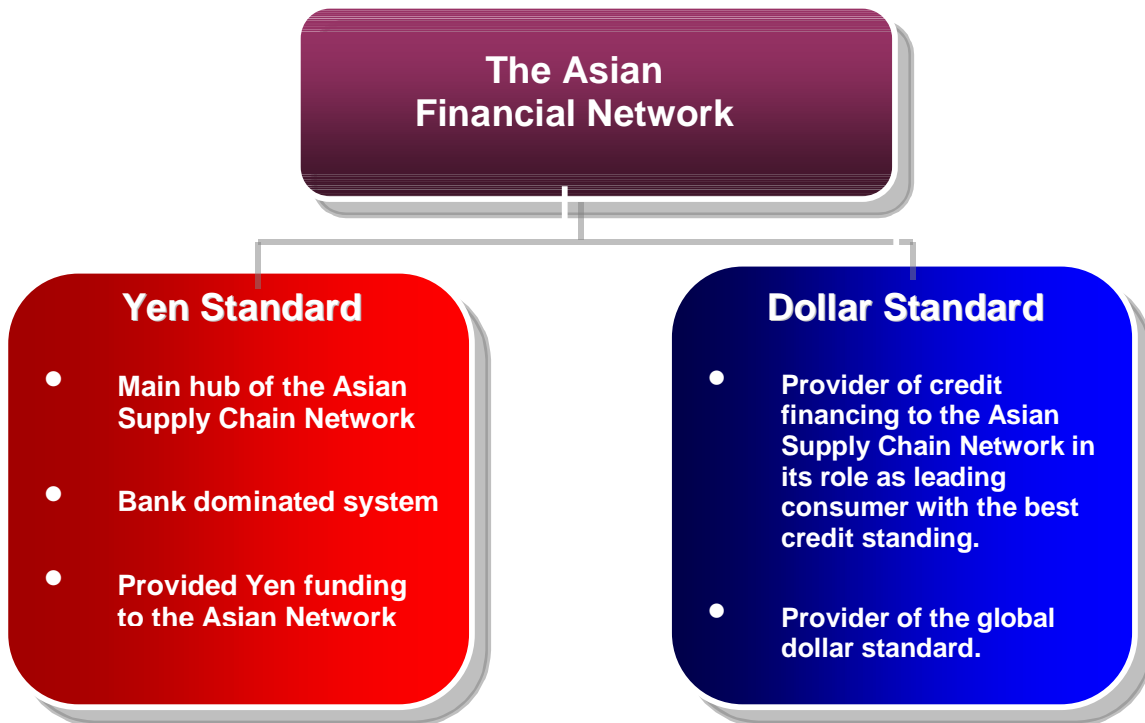 The Asian
Financial Network
Yen Standard
• Main hub of the Asian
Supply Chain Network
• Bank dominated system
• Provided Yen funding
to the Asian Network
Dollar Standard
• Provider of credit
financing to the Asian
Supply Chain Network in
its role as leading
consumer with the best
credit standing.
• Provider of the global
dollar standard.